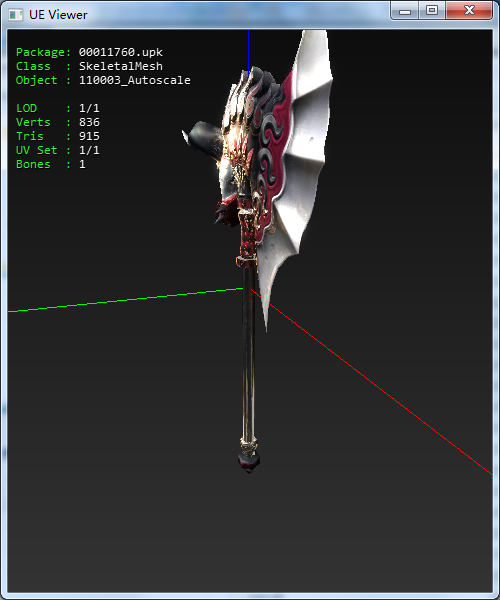 UE Viewer
Package: 00011760.upk
Class : SkeletalMesh
Object : 110003_Autoscale
LOD : 1/1
Verts : 836
Tris : 915
UV Set : 1/1
Bones : 1